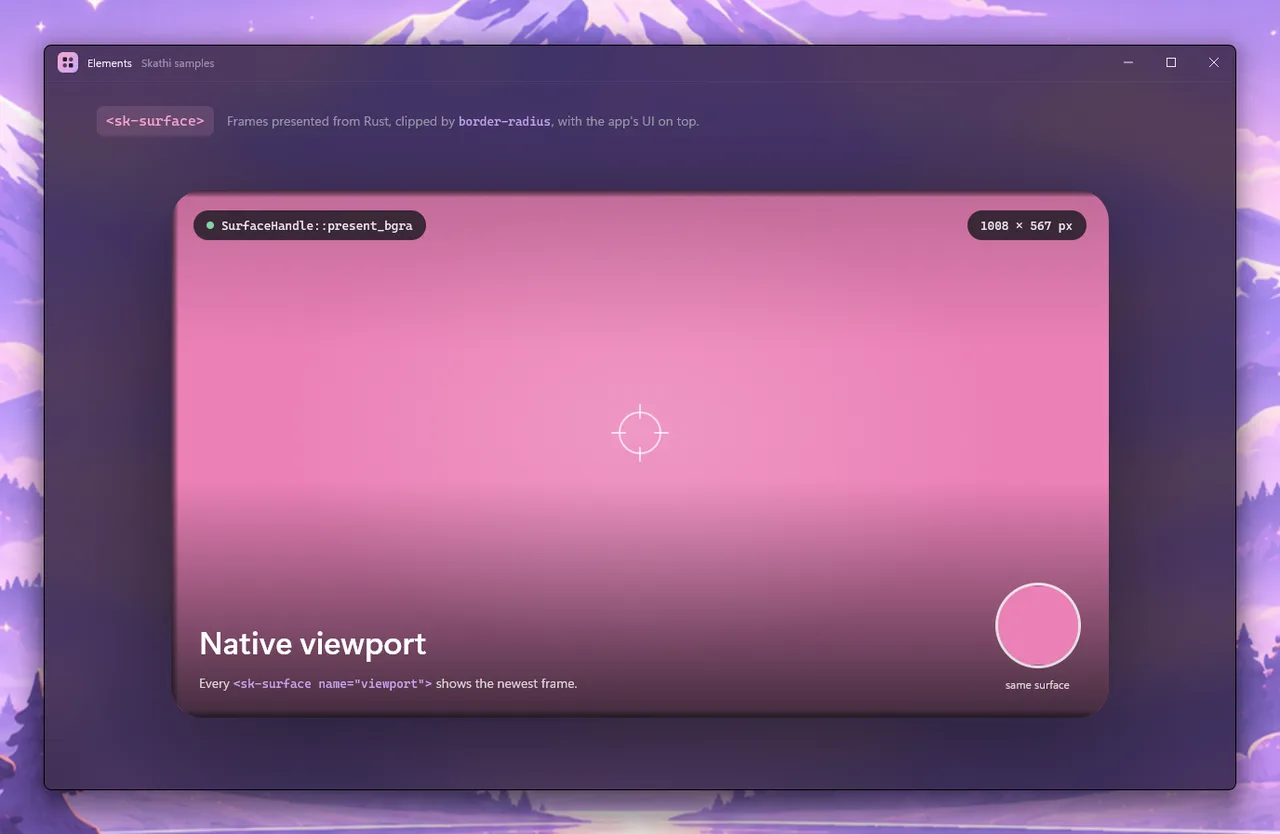 Elements Skathi samples
<sk-surface> Frames presented from Rust, clipped by border-radius, with the app's UI on top.
SurfaceHandle::present_bgra
1008 × 567 px
Native viewport
Every <sk-surface name="viewport"> shows the newest frame.
same surface